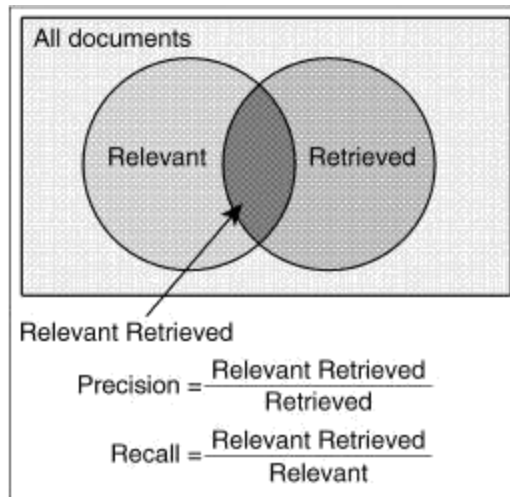 All documents
Relevant Retrieved
Relevant Retrieved
Precision = Relevant Retrieved
Retrieved
Recall = Relevant Retrieved
Relevant